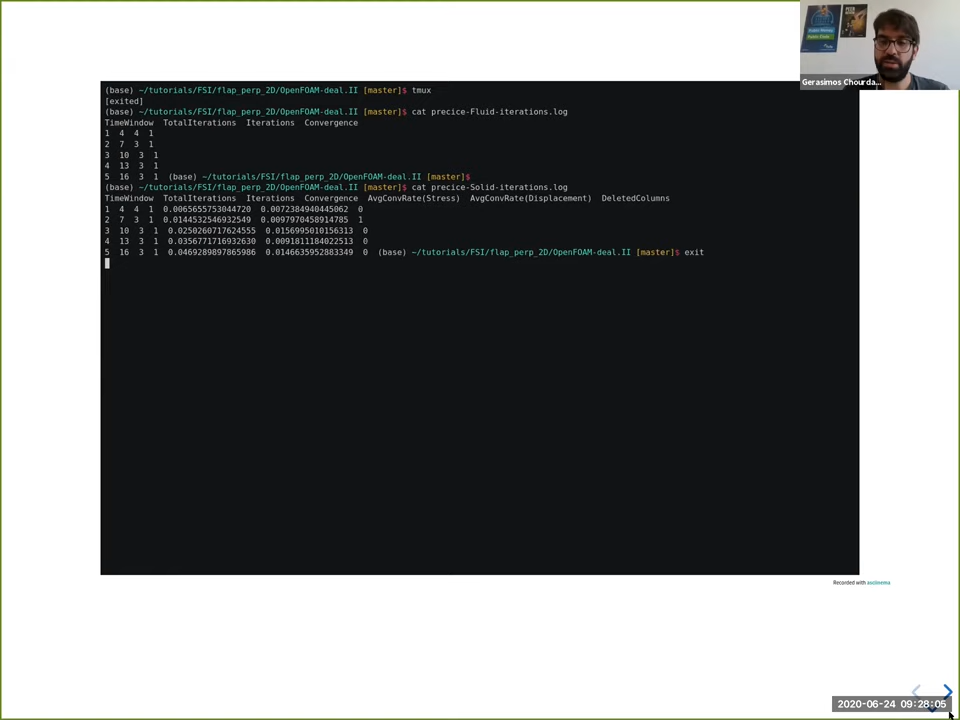 Gerasimos Chourda...
(base) ~/tutorials/FSI/flap_perp_2D/OpenFOAM-deal.II [master]$ tmux
[exited]
(base) ~/tutorials/FSI/flap_perp_2D/OpenFOAM-deal.II [master]$ cat precice-Fluid-iterations.log
TimeWindow  TotalIterations  Iterations  Convergence
1  4  4  1
2  7  3  1
3  10  3  1
4  13  3  1
5  16  3  1  (base) ~/tutorials/FSI/flap_perp_2D/OpenFOAM-deal.II [master]$
(base) ~/tutorials/FSI/flap_perp_2D/OpenFOAM-deal.II [master]$ cat precice-Solid-iterations.log
TimeWindow  TotalIterations  Iterations  Convergence  AvgConvRate(Stress)  AvgConvRate(Displacement)  DeletedColumns
1  4  4  1  0.0065655753044720  0.0072384940445062  0
2  7  3  1  0.0144532546932549  0.0097970458914785  1
3  10  3  1  0.0250260717624555  0.0156995010156313  0
4  13  3  1  0.0356771716932630  0.0091811184022513  0
5  16  3  1  0.0469289897865986  0.0146635952883349  0  (base) ~/tutorials/FSI/flap_perp_2D/OpenFOAM-deal.II [master]$ exit
Recorded with asciinema
2020-06-24 09:28:05